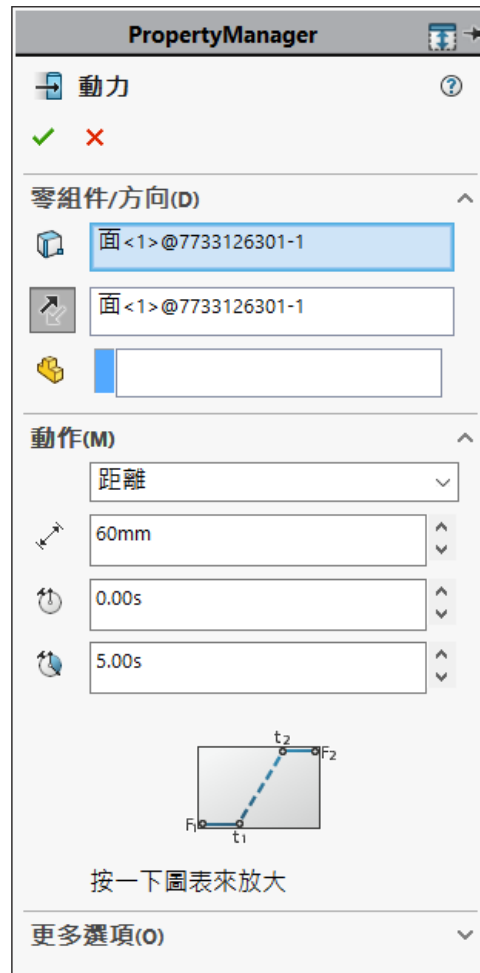 PropertyManager
動力
零組件/方向(D)
面<1>@7733126301-1
面<1>@7733126301-1
動作(M)
距離
60mm
0.00s
5.00s
t2
F2
F1
t1
按一下圖表來放大
更多選項(O)